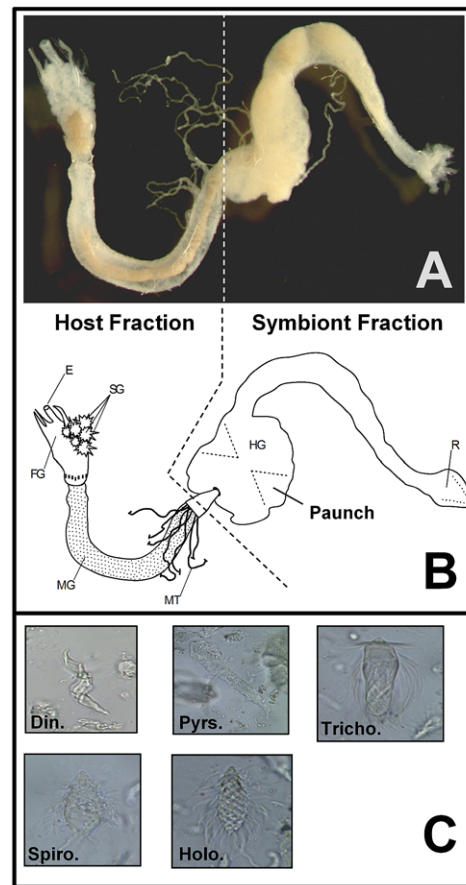 A
Host Fraction Symbiont Fraction
E
SG
FG
HG
R
Paunch
MG
MT
B
Din.
Pyrs.
Tricho.
Spiro.
Holo.
C